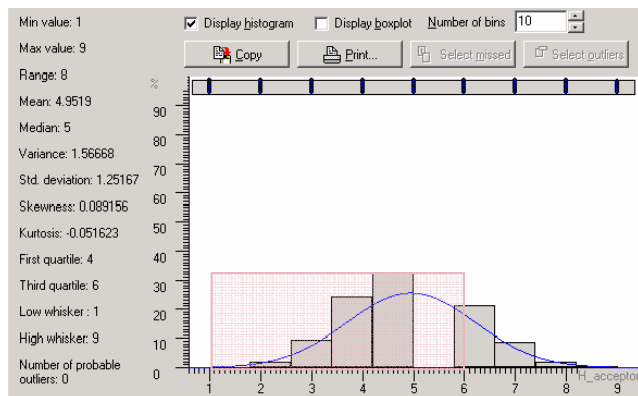 Min value: 1
Max value: 9
Range: 8
Mean: 4.9519
Median: 5
Variance: 1.56668
Std. deviation: 1.25167
Skewness: 0.089156
Kurtosis: -0.051623
First quartile: 4
Third quartile: 6
Low whisker : 1
High whisker: 9
Number of probable
outliers: 0
Display histogram Display boxplot Number of bins 10
Copy Print... Select missed Select outliers
%
90
80
70
60
50
40
30
20
10
0
1 2 3 4 5 6 7 8 9
H_acceptor